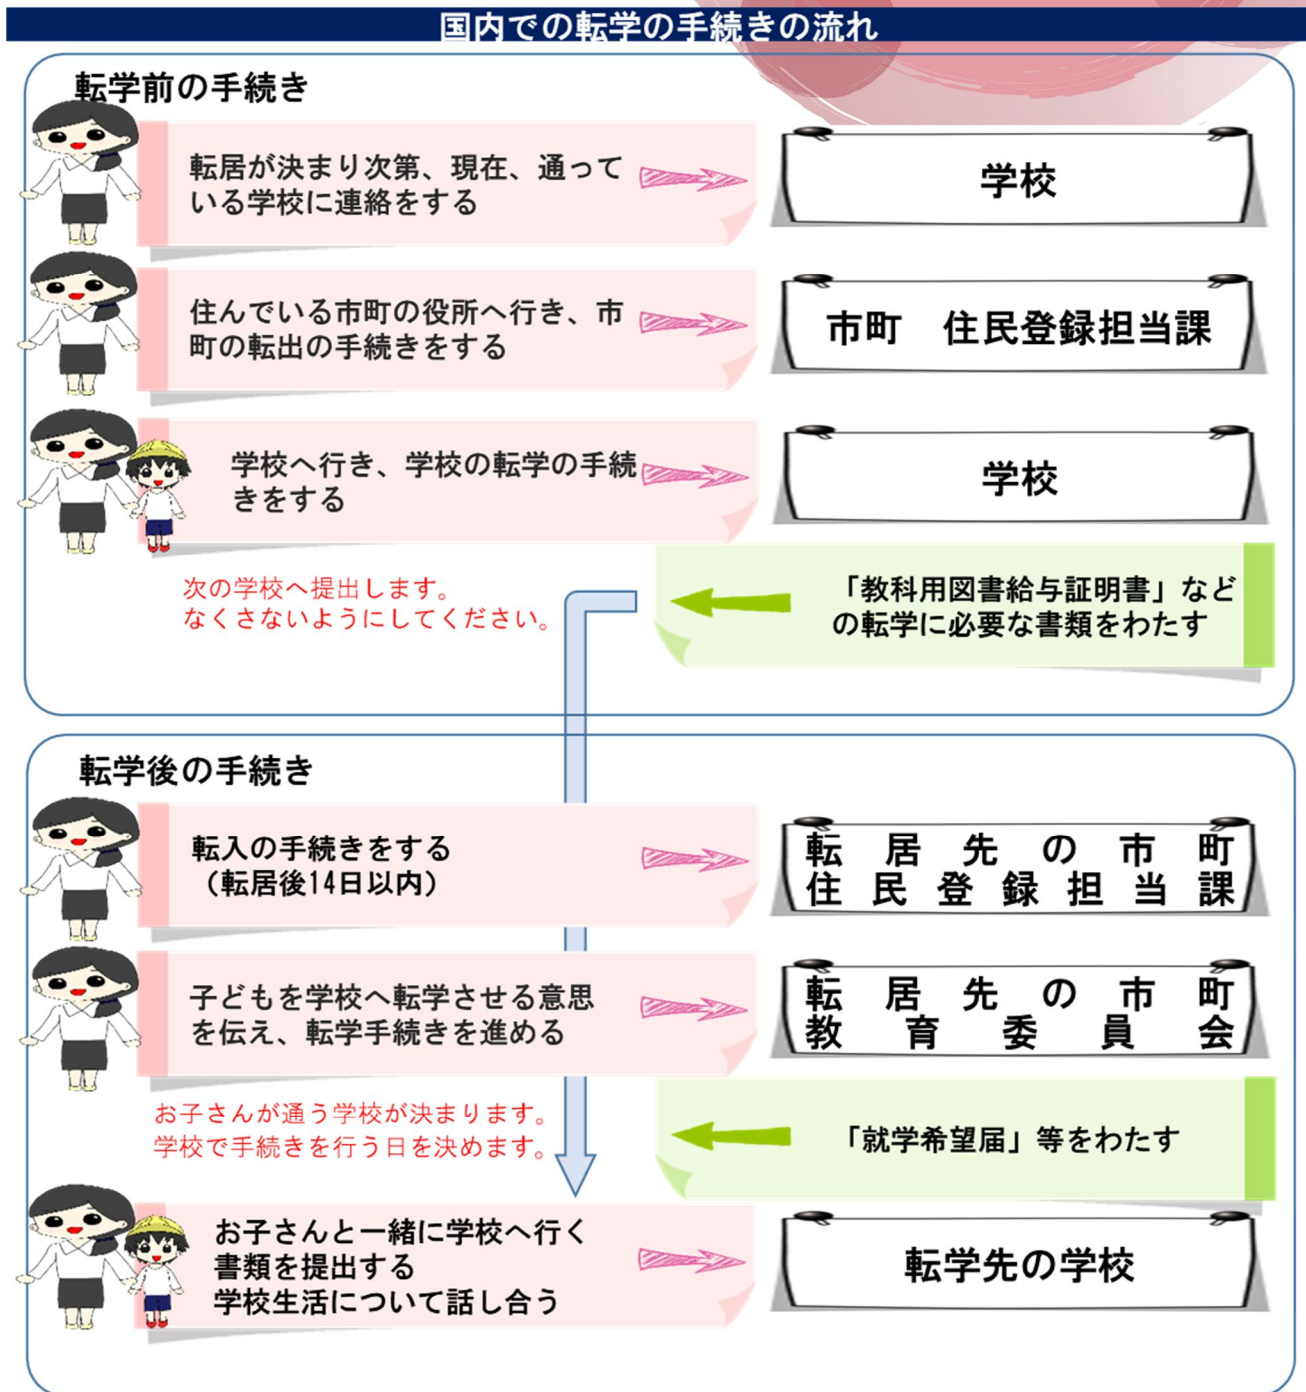 国内での転学の手続きの流れ
転学前の手続き
転居が決まり次第、現在、通って
いる学校に連絡をする
学校
住んでいる市町の役所へ行き、市
町の転出の手続きをする
市町　住民登録担当課
学校へ行き、学校の転学の手続
きをする
学校
次の学校へ提出します。
なくさないようにしてください。
「教科用図書給与証明書」など
の転学に必要な書類をわたす
転学後の手続き
転入の手続きをする
（転居後14日以内）
転居先の市町
住民登録担当課
子どもを学校へ転学させる意思
を伝え、転学手続きを進める
転居先の市町
教育委員会
お子さんが通う学校が決まります。
学校で手続きを行う日を決めます。
「就学希望届」等をわたす
お子さんと一緒に学校へ行く
書類を提出する
学校生活について話し合う
転学先の学校